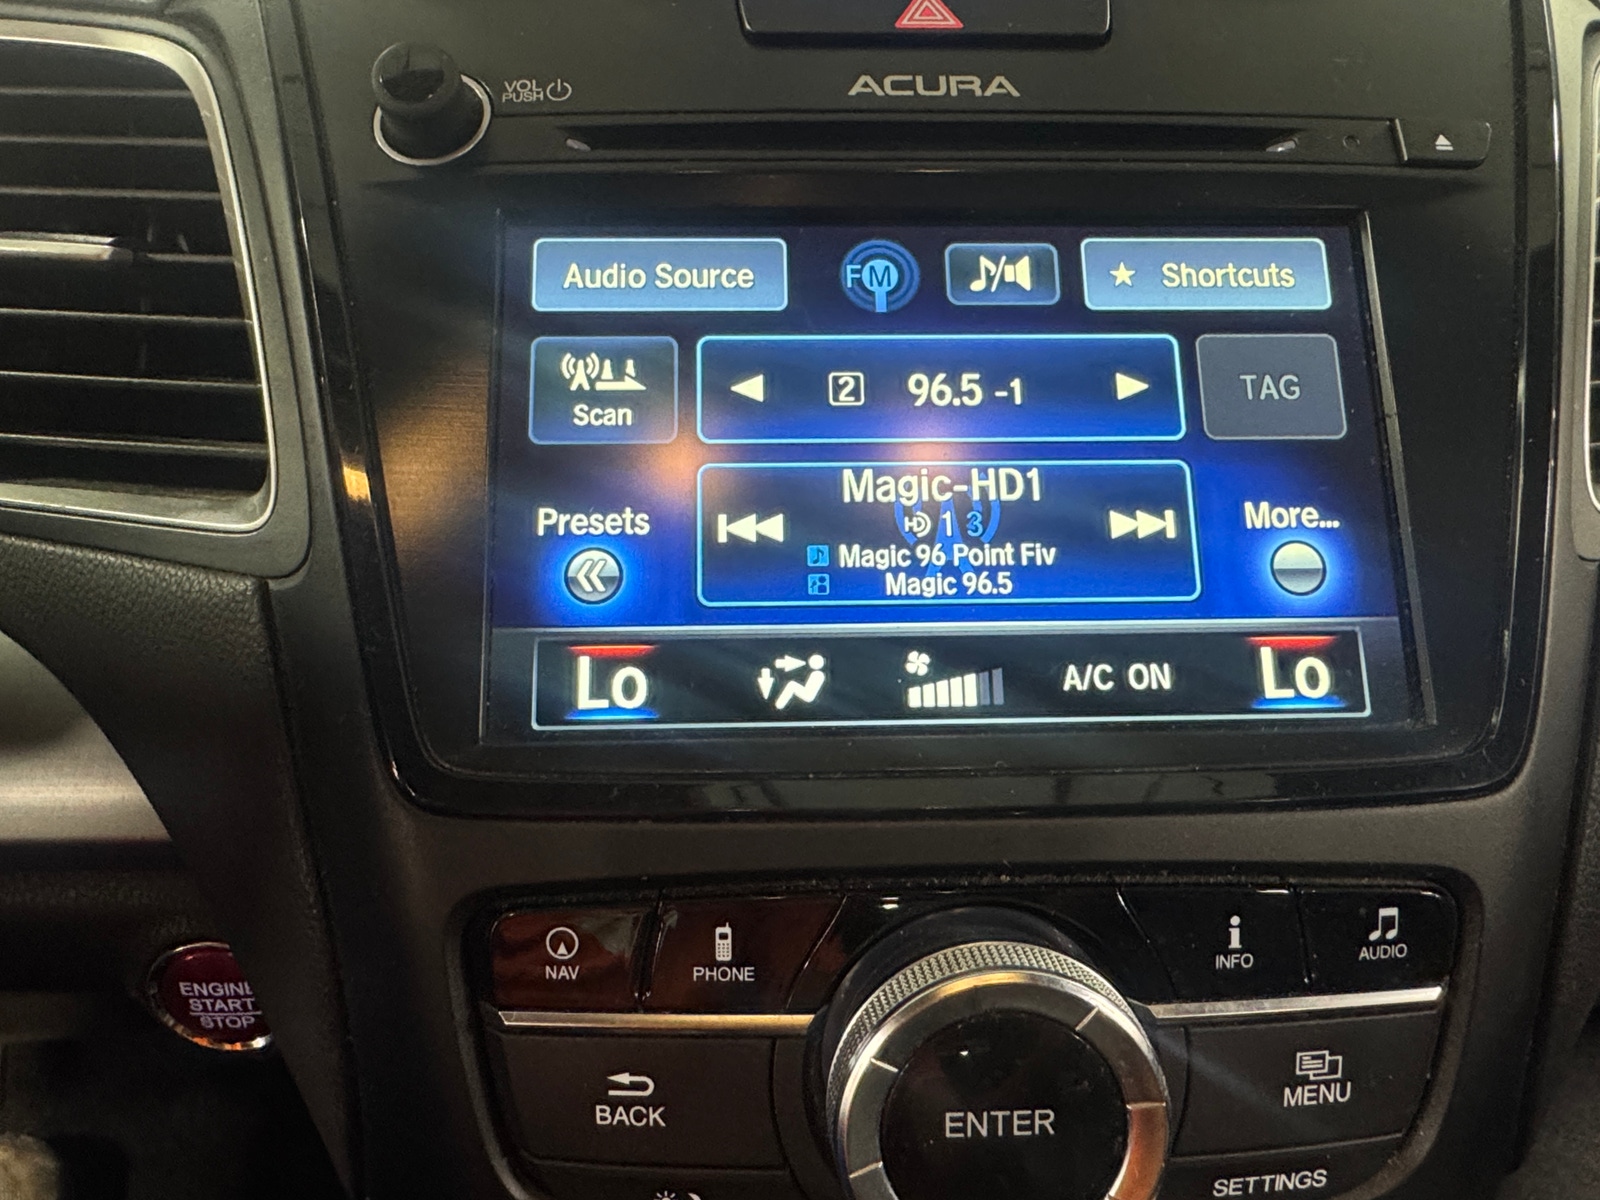 VOL
PUSH
ACURA
Audio Source
FM
Shortcuts
Scan
2 96.5 -1
TAG
Magic-HD1
HD 1 3
Magic 96 Point Fiv
Magic 96.5
Presets
More...
Lo
A/C ON
Lo
NAV
PHONE
INFO
AUDIO
ENGINE
START
STOP
BACK
ENTER
MENU
SETTINGS